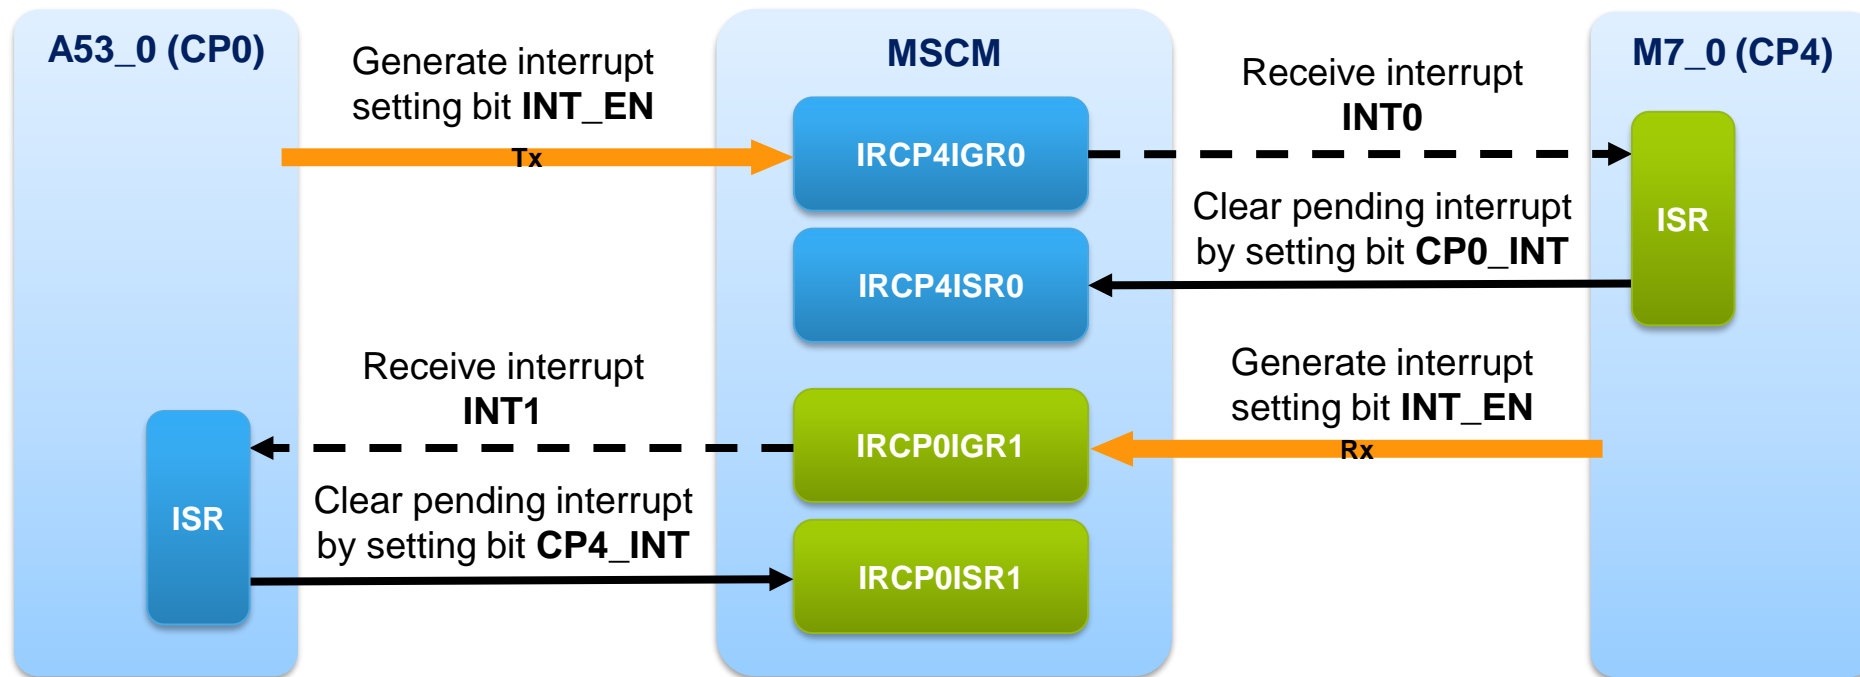 A53_0 (CP0)
Generate interrupt
setting bit INT_EN
Tx
MSCM
IRCP4IGR0
Receive interrupt
INT0
M7_0 (CP4)
ISR
Clear pending interrupt
by setting bit CP0_INT
IRCP4ISR0
Receive interrupt
INT1
IRCP0IGR1
Generate interrupt
setting bit INT_EN
Rx
ISR
Clear pending interrupt
by setting bit CP4_INT
IRCP0ISR1